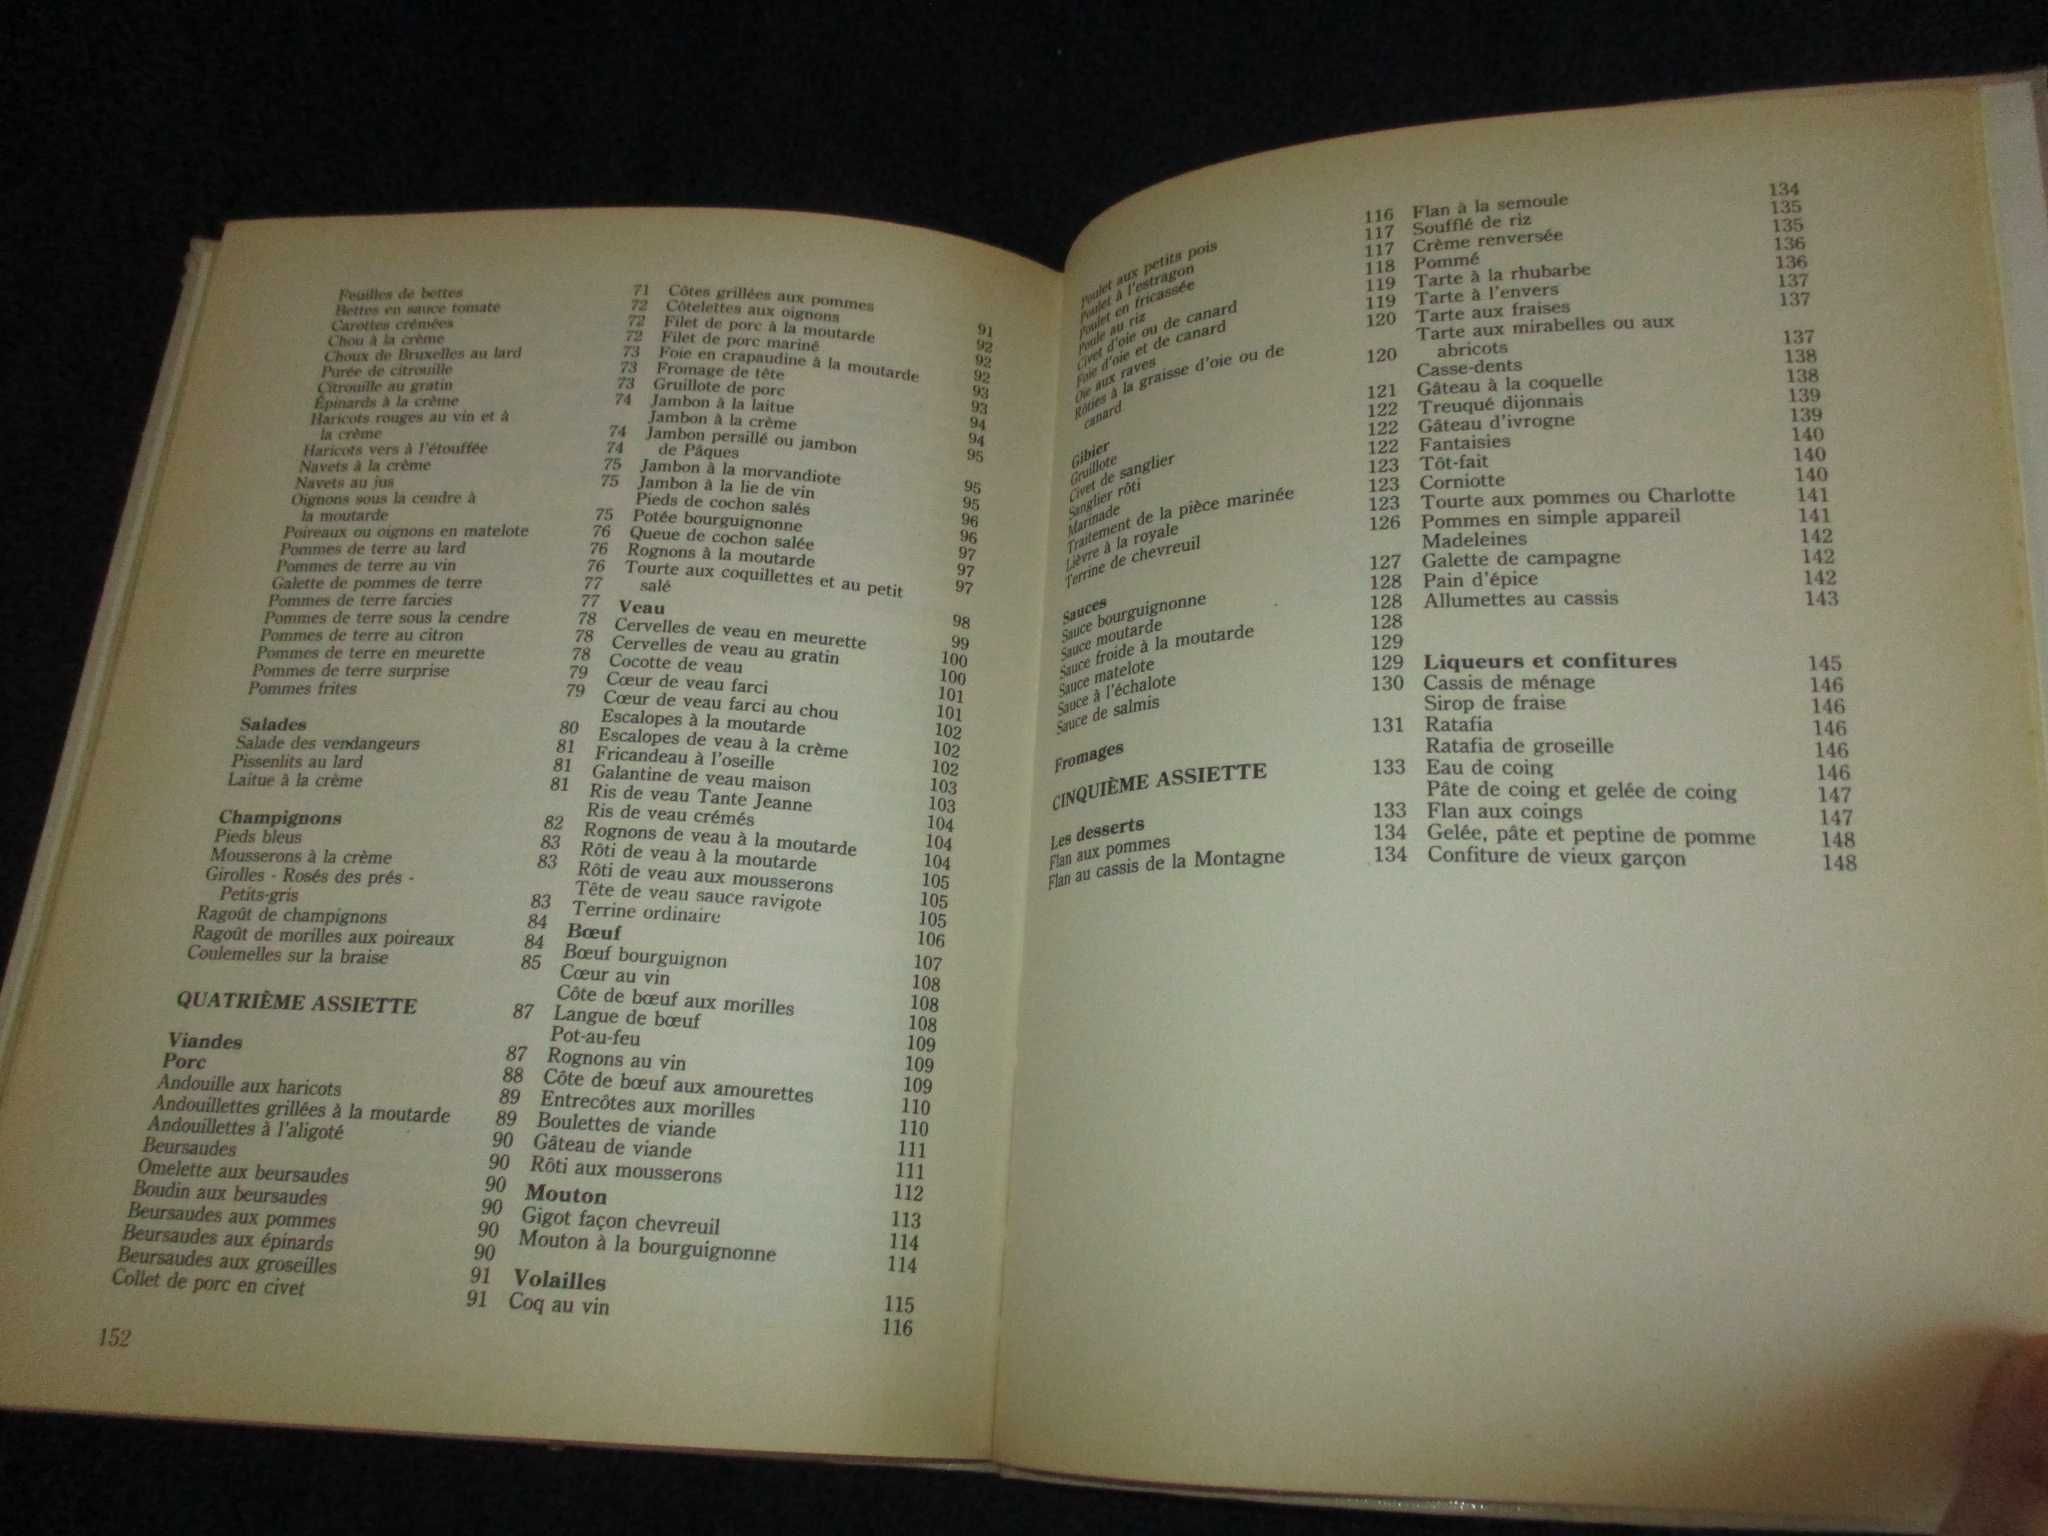 Feuilles de bettes 71
Bettes en sauce tomate 72
Carottes crémées 72
Chou à la crème 72
Choux de Bruxelles au lard 73
Purée de citrouille 73
Citrouille au gratin 73
Épinards à la crème 74
Haricots rouges au vin et à
la crème 74
Haricots vers à l'étouffée 74
Navets à la crème 75
Navets au jus 75
Oignons sous la cendre à
la moutarde 75
Poireaux ou oignons en matelote 76
Pommes de terre au lard 76
Pommes de terre au vin 76
Galette de pommes de terre 77
Pommes de terre farcies 77
Pommes de terre sous la cendre 78
Pommes de terre au citron 78
Pommes de terre en meurette 78
Pommes de terre surprise 79
Pommes frites 79
Salades 80
Salade des vendangeurs 81
Pissenlits au lard 81
Laitue à la crème 81
Champignons 82
Pieds bleus 83
Mousserons à la crème 83
Girolles - Rosés des prés -
Petits-gris 83
Ragoût de champignons 84
Ragoût de morilles aux poireaux 84
Coulemelles sur la braise 85
QUATRIÈME ASSIETTE 87
Viandes 87
Porc 88
Andouille aux haricots 89
Andouillettes grillées à la moutarde 89
Andouillettes à l'aligoté 90
Beursaudes 90
Omelette aux beursaudes 90
Boudin aux beursaudes 90
Beursaudes aux pommes 90
Beursaudes aux épinards 90
Beursaudes aux groseilles 91
Collet de porc en civet 91
152
Côtes grillées aux pommes 91
Côtelettes aux oignons 92
Filet de porc à la moutarde 92
Filet de porc mariné 92
Foie en crapaudine à la moutarde 93
Fromage de tête 93
Gruillote de porc 94
Jambon à la laitue 94
Jambon à la crème 95
Jambon persillé ou jambon
de Pâques 95
Jambon à la morvandiote 95
Jambon à la lie de vin 96
Pieds de cochon salés 96
Potée bourguignonne 97
Queue de cochon salée 97
Rognons à la moutarde 97
Tourte aux coquillettes et au petit
salé 98
Veau 99
Cervelles de veau en meurette 100
Cervelles de veau au gratin 100
Cocotte de veau 101
Cœur de veau farci 101
Cœur de veau farci au chou 102
Escalopes à la moutarde 102
Escalopes de veau à la crème 102
Fricandeau à l'oseille 103
Galantine de veau maison 103
Ris de veau Tante Jeanne 104
Ris de veau crémés 104
Rognons de veau à la moutarde 104
Rôti de veau à la moutarde 105
Rôti de veau aux mousserons 105
Tête de veau sauce ravigote 105
Terrine ordinaire 106
Bœuf 107
Bœuf bourguignon 108
Cœur au vin 108
Côte de bœuf aux morilles 108
Langue de bœuf 109
Pot-au-feu 109
Rognons au vin 109
Côte de bœuf aux amourettes 110
Entrecôtes aux morilles 110
Boulettes de viande 111
Gâteau de viande 111
Rôti aux mousserons 112
Mouton 113
Gigot façon chevreuil 114
Mouton à la bourguignonne 114
Volailles 115
Coq au vin 116
Poulet aux petits pois 116
Poulet à l'estragon 117
Poulet en fricassée 117
Poule au riz 118
Civet d'oie ou de canard 119
Foie d'oie et de canard 119
Oie aux raves 120
Rôties à la graisse d'oie ou de
canard 120
Gibier 121
Gruillote 122
Civet de sanglier 122
Sanglier rôti 122
Marinade 123
Traitement de la pièce marinée 123
Lièvre à la royale 123
Terrine de chevreuil 126
Sauces 127
Sauce bourguignonne 128
Sauce moutarde 128
Sauce froide à la moutarde 128
Sauce matelote 129
Sauce à l'échalote 129
Sauce de salmis 130
Fromages 131
CINQUIÈME ASSIETTE 133
Les desserts 133
Flan aux pommes 134
Flan au cassis de la Montagne 134
Flan à la semoule 134
Soufflé de riz 135
Crème renversée 135
Pommé 136
Tarte à la rhubarbe 136
Tarte à l'envers 137
Tarte aux fraises 137
Tarte aux mirabelles ou aux
abricots 137
Casse-dents 138
Gâteau à la coquelle 138
Treuqué dijonnais 139
Gâteau d'ivrogne 139
Fantaisies 140
Tôt-fait 140
Corniotte 140
Tourte aux pommes ou Charlotte 141
Pommes en simple appareil 141
Madeleines 142
Galette de campagne 142
Pain d'épice 142
Allumettes au cassis 143
Liqueurs et confitures 145
Cassis de ménage 146
Sirop de fraise 146
Ratafia 146
Ratafia de groseille 146
Eau de coing 146
Pâte de coing et gelée de coing 147
Flan aux coings 147
Gelée, pâte et peptine de pomme 148
Confiture de vieux garçon 148